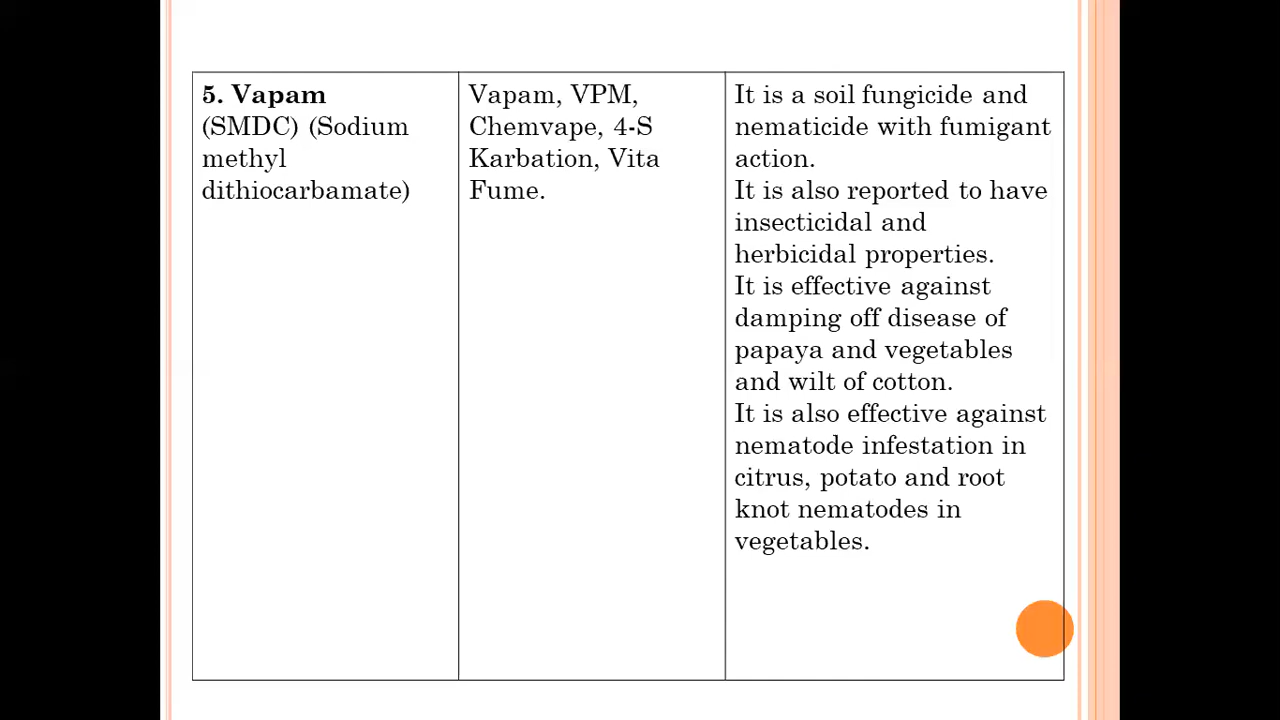 5. Vapam
(SMDC) (Sodium
methyl
dithiocarbamate)
Vapam, VPM,
Chemvape, 4-S
Karbation, Vita
Fume.
It is a soil fungicide and
nematicide with fumigant
action.
It is also reported to have
insecticidal and
herbicidal properties.
It is effective against
damping off disease of
papaya and vegetables
and wilt of cotton.
It is also effective against
nematode infestation in
citrus, potato and root
knot nematodes in
vegetables.